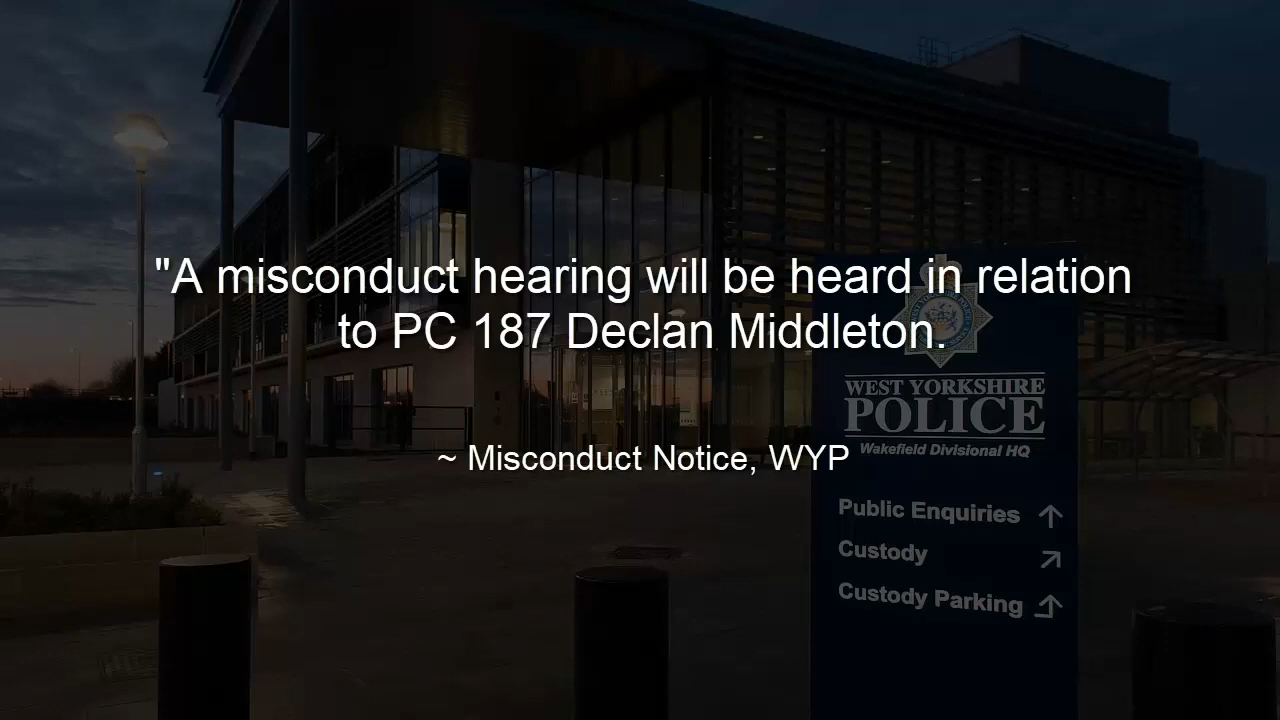 "A misconduct hearing will be heard in relation
to PC 187 Declan Middleton.
~ Misconduct Notice, WYP
WEST YORKSHIRE
POLICE
Wakefield Divisional HQ
Public Enquiries
Custody
Custody Parking